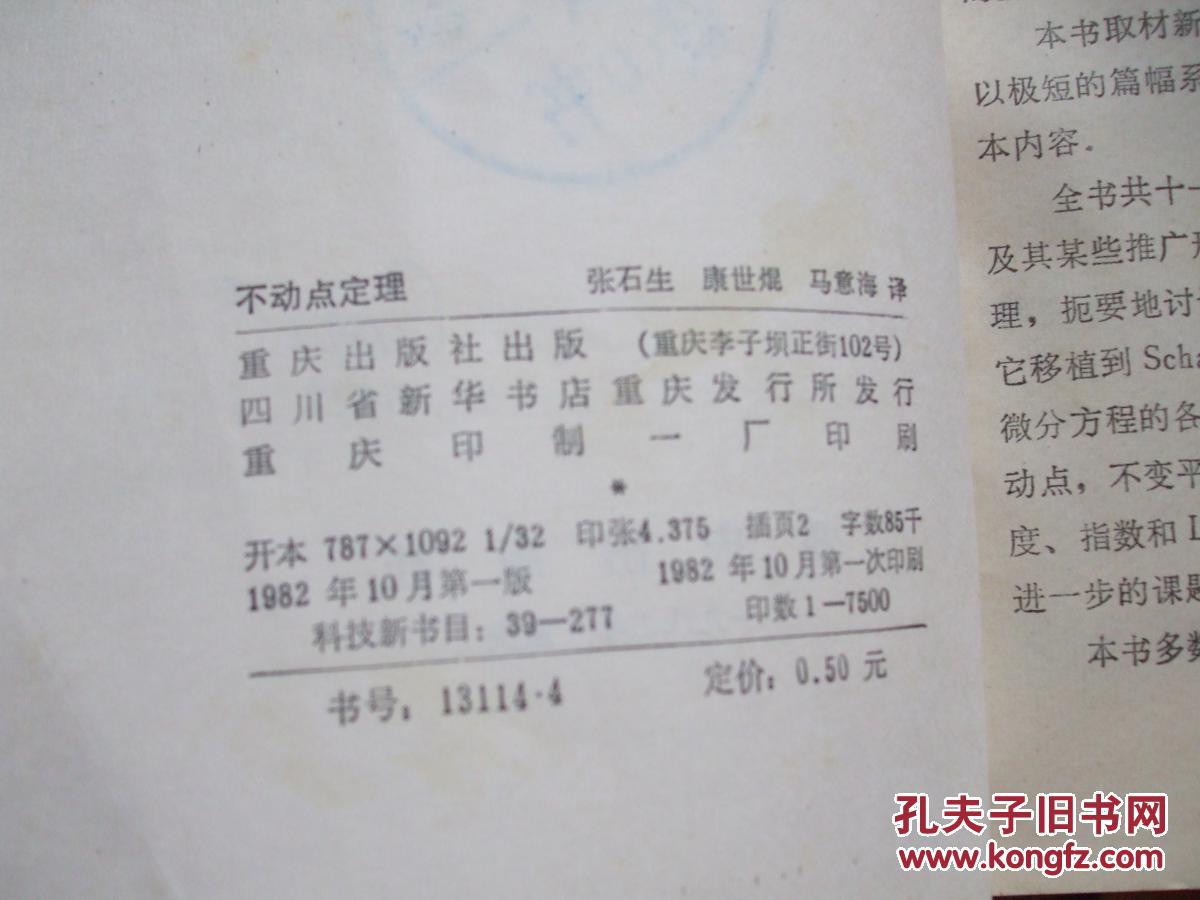 不动点定理 张石生 康世焜 马意海 译
重庆出版社出版 (重庆李子坝正街102号)
四川省新华书店重庆发行所发行
重庆印制一厂印刷
*
开本 787×1092 1/32 印张4.375 插页2 字数85千
1982 年10月第一版 1982 年10月第一次印刷
科技新书目：39—277 印数1—7500
书号：13114·4 定价：0.50 元
本书取材新
以极短的篇幅系
本内容.
全书共十一
及其某些推广形
理，扼要地讨论
它移植到 Scha
微分方程的各
动点，不变平
度、指数和 L
进一步的课题
本书多数
孔夫子旧书网
www.kongfz.com